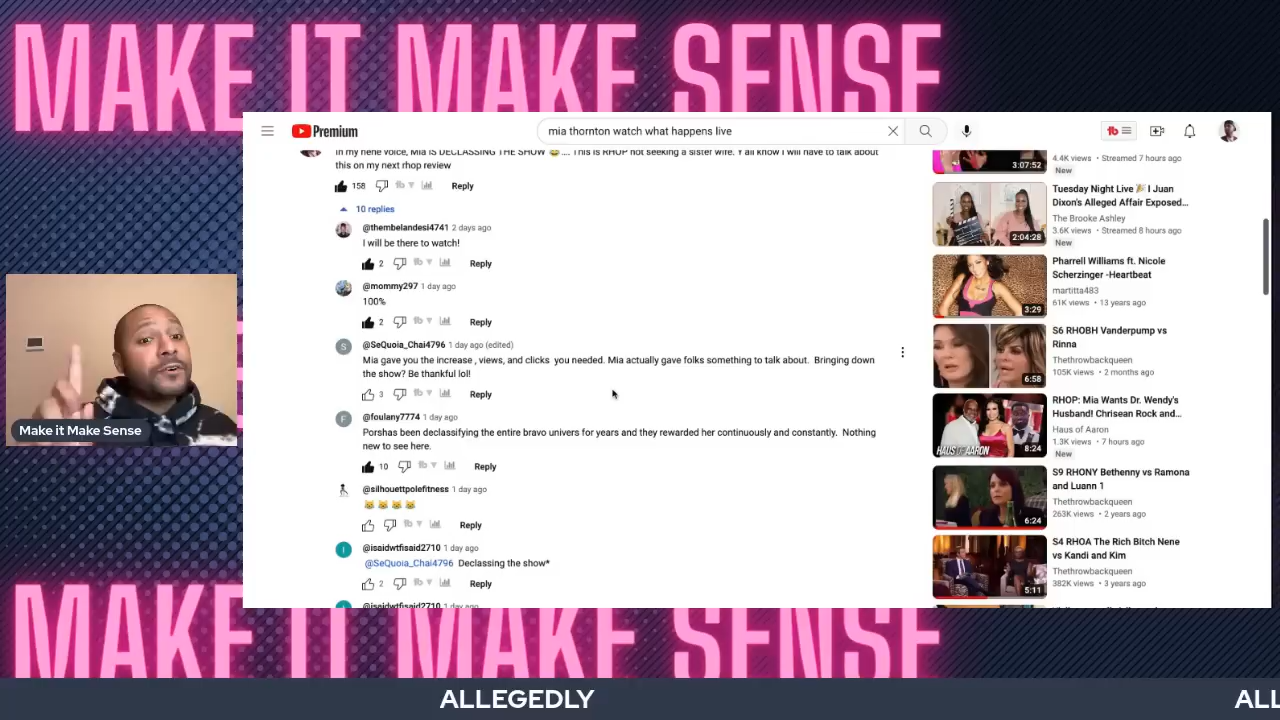 MAKE IT MAKE SENSE
Premium
mia thornton watch what happens live
In my nene voice, Mia IS DECLASSING THE SHOW 😂.... This is RHOP not seeking a sister wife. Y'all know I will have to talk about
this on my next rhop review
158
Reply
10 replies
@thembelandesi4741 2 days ago
I will be there to watch!
2
Reply
@mommy297 1 day ago
100%
2
Reply
S
@SeQuoia_Chai4796 1 day ago (edited)
Mia gave you the increase , views, and clicks you needed. Mia actually gave folks something to talk about. Bringing down
the show? Be thankful lol!
3
Reply
F
@foulany7774 1 day ago
Porshas been declassifying the entire bravo univers for years and they rewarded her continuously and constantly. Nothing
new to see here.
10
Reply
@silhouettpolefitness 1 day ago
😹 😹 😹 😹
Reply
I
@isaidwtfisaid2710 1 day ago
@SeQuoia_Chai4796 Declassing the show*
2
Reply
@isaidwtfisaid2710 1 day ago
3:07:52
4.4K views • Streamed 7 hours ago
New
2:04:28
Tuesday Night Live 🎉 I Juan
Dixon's Alleged Affair Exposed...
The Brooke Ashley
3.6K views • Streamed 8 hours ago
New
3:29
Pharrell Williams ft. Nicole
Scherzinger -Heartbeat
martitta483
61K views • 13 years ago
6:58
S6 RHOBH Vanderpump vs
Rinna
Thethrowbackqueen
105K views • 2 months ago
HAUS OF AARON
8:24
RHOP: Mia Wants Dr. Wendy's
Husband! Chrisean Rock and...
Haus of Aaron
1.3K views • 7 hours ago
New
6:24
S9 RHONY Bethenny vs Ramona
and Luann 1
Thethrowbackqueen
263K views • 2 years ago
5:11
S4 RHOA The Rich Bitch Nene
vs Kandi and Kim
Thethrowbackqueen
382K views • 3 years ago
Make it Make Sense
MAKE IT MAKE SENSE
ALLEGEDLY
ALL